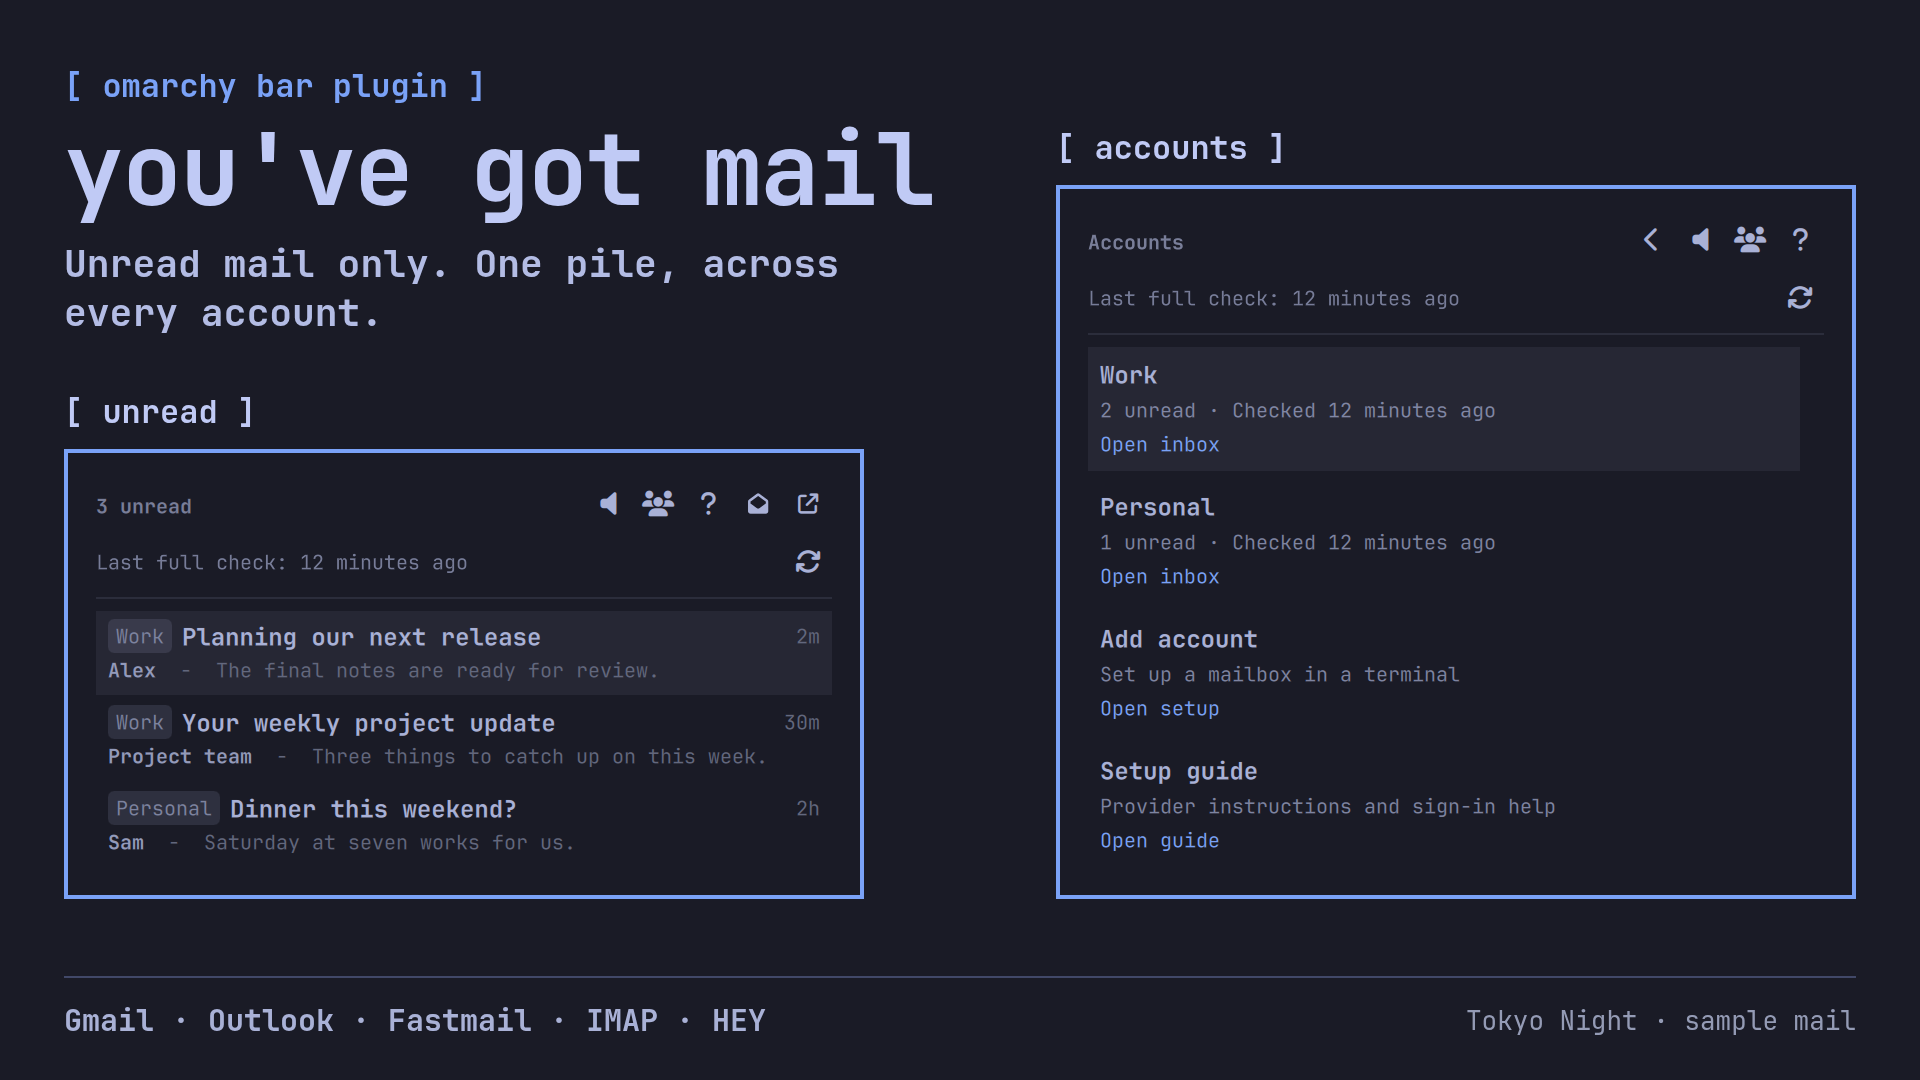 [ omarchy bar plugin ]
you've got mail
Unread mail only. One pile, across
every account.
[ unread ]
3 unread
?
Last full check: 12 minutes ago
Work Planning our next release 2m
Alex - The final notes are ready for review.
Work Your weekly project update 30m
Project team - Three things to catch up on this week.
Personal Dinner this weekend? 2h
Sam - Saturday at seven works for us.
[ accounts ]
Accounts
?
Last full check: 12 minutes ago
Work
2 unread · Checked 12 minutes ago
Open inbox
Personal
1 unread · Checked 12 minutes ago
Open inbox
Add account
Set up a mailbox in a terminal
Open setup
Setup guide
Provider instructions and sign-in help
Open guide
Gmail · Outlook · Fastmail · IMAP · HEY
Tokyo Night · sample mail